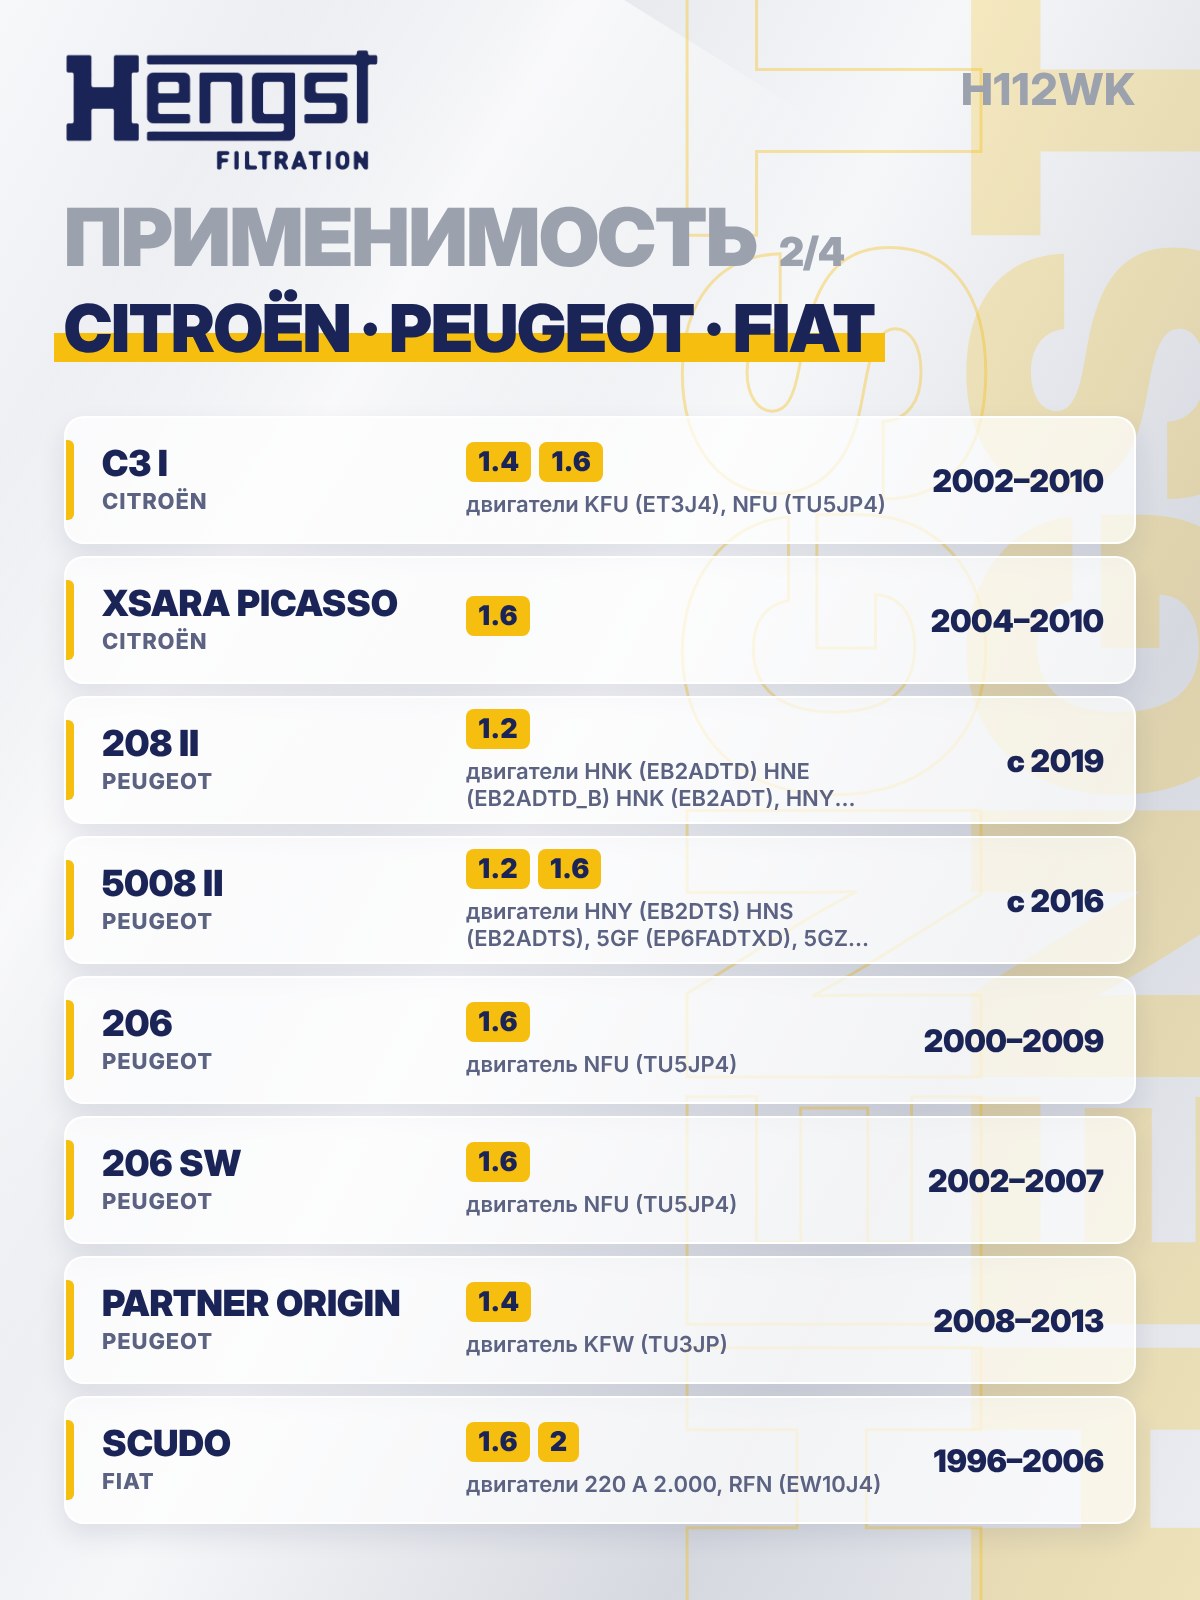 Hengst
FILTRATION
H112WK
ПРИМЕНИМОСТЬ 2/4
CITROËN · PEUGEOT · FIAT
C3 I
CITROËN
1.4 1.6
двигатели KFU (ET3J4), NFU (TU5JP4)
2002–2010
XSARA PICASSO
CITROËN
1.6
2004–2010
208 II
PEUGEOT
1.2
двигатели HNK (EB2ADTD) HNE
(EB2ADTD_B) HNK (EB2ADT), HNY...
с 2019
5008 II
PEUGEOT
1.2 1.6
двигатели HNY (EB2DTS) HNS
(EB2ADTS), 5GF (EP6FADTXD), 5GZ...
с 2016
206
PEUGEOT
1.6
двигатель NFU (TU5JP4)
2000–2009
206 SW
PEUGEOT
1.6
двигатель NFU (TU5JP4)
2002–2007
PARTNER ORIGIN
PEUGEOT
1.4
двигатель KFW (TU3JP)
2008–2013
SCUDO
FIAT
1.6 2
двигатели 220 A 2.000, RFN (EW10J4)
1996–2006
HENGST
HENGST